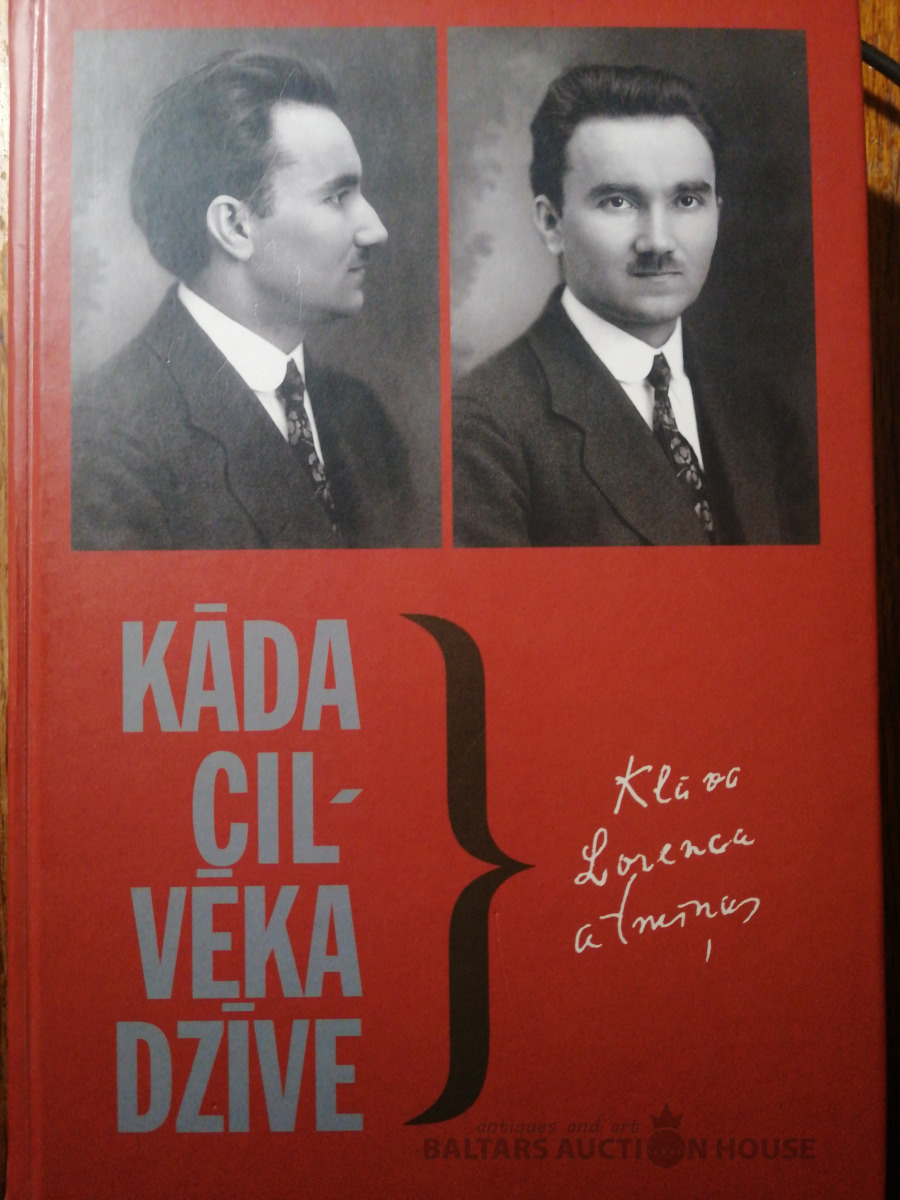 KĀDA
CIL-
VĒKA
DZĪVE
Klāva
Lorenca
atmiņas
antiques and art
BALTARS AUCTION HOUSE